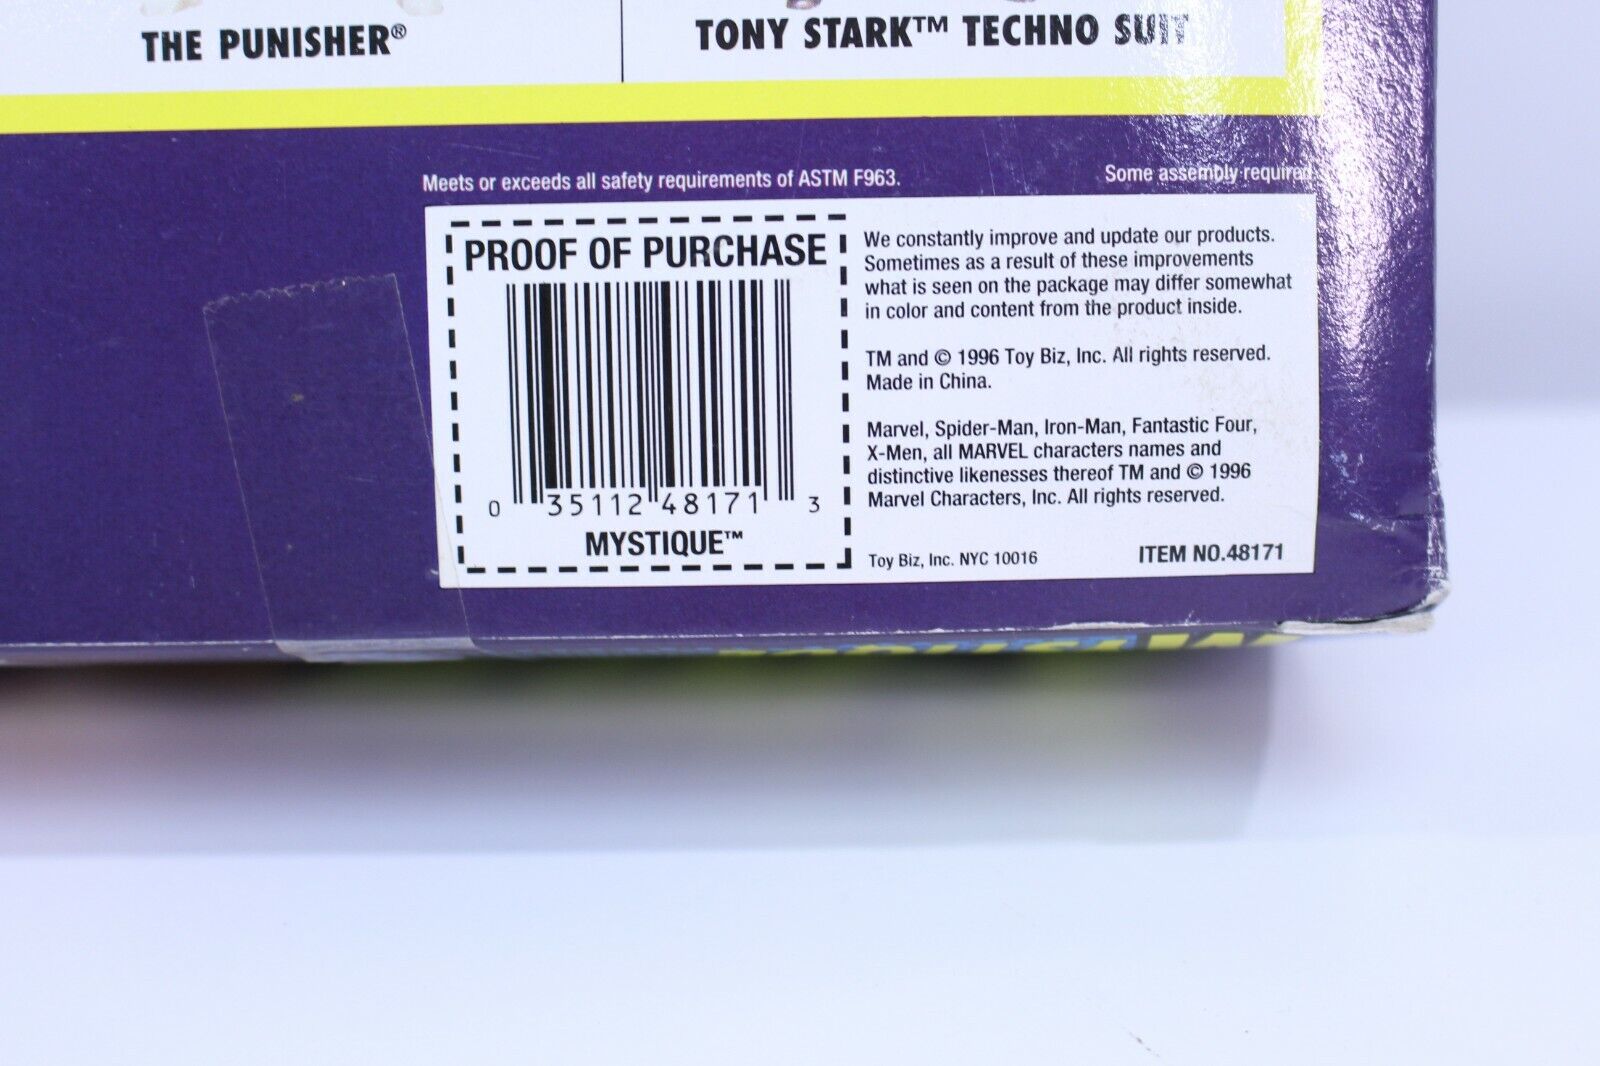 THE PUNISHER®
TONY STARK™ TECHNO SUIT
Meets or exceeds all safety requirements of ASTM F963.
Some assembly required
PROOF OF PURCHASE
0 35112 48171 3
MYSTIQUE™
We constantly improve and update our products.
Sometimes as a result of these improvements
what is seen on the package may differ somewhat
in color and content from the product inside.
TM and © 1996 Toy Biz, Inc. All rights reserved.
Made in China.
Marvel, Spider-Man, Iron-Man, Fantastic Four,
X-Men, all MARVEL characters names and
distinctive likenesses thereof TM and © 1996
Marvel Characters, Inc. All rights reserved.
Toy Biz, Inc. NYC 10016
ITEM NO.48171